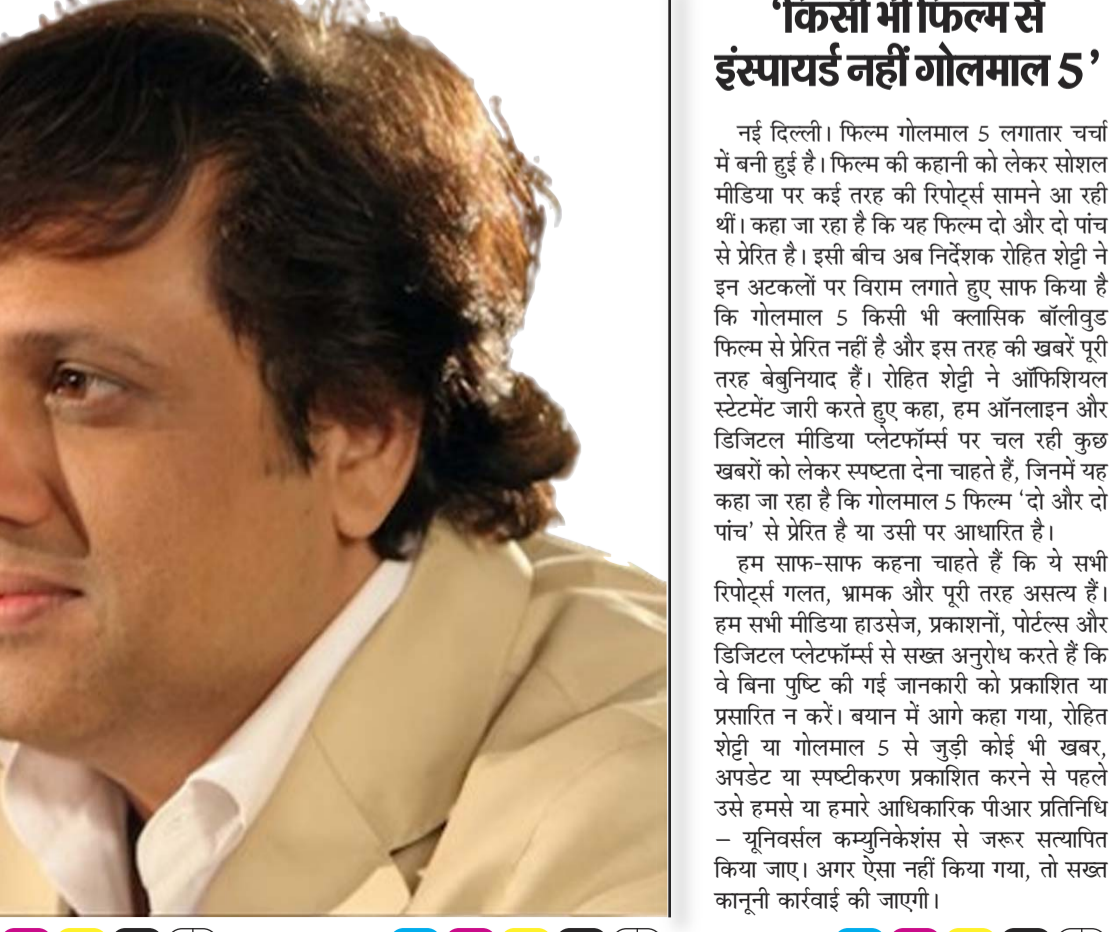 ‘किसी भी फिल्म से
इंस्पायर्ड नहीं गोलमाल 5’
नई दिल्ली। फिल्म गोलमाल 5 लगातार चर्चा
में बनी हुई है। फिल्म की कहानी को लेकर सोशल
मीडिया पर कई तरह की रिपोर्ट्स सामने आ रही
थीं। कहा जा रहा है कि यह फिल्म दो और दो पांच
से प्रेरित है। इसी बीच अब निर्देशक रोहित शेट्टी ने
इन अटकलों पर विराम लगाते हुए साफ किया है
कि गोलमाल 5 किसी भी क्लासिक बॉलीवुड
फिल्म से प्रेरित नहीं है और इस तरह की खबरें पूरी
तरह बेबुनियाद हैं। रोहित शेट्टी ने ऑफिशियल
स्टेटमेंट जारी करते हुए कहा, हम ऑनलाइन और
डिजिटल मीडिया प्लेटफॉर्म्स पर चल रही कुछ
खबरों को लेकर स्पष्टता देना चाहते हैं, जिनमें यह
कहा जा रहा है कि गोलमाल 5 फिल्म ‘दो और दो
पांच’ से प्रेरित है या उसी पर आधारित है।
हम साफ-साफ कहना चाहते हैं कि ये सभी
रिपोर्ट्स गलत, भ्रामक और पूरी तरह असत्य हैं।
हम सभी मीडिया हाउसेज, प्रकाशनों, पोर्टल्स और
डिजिटल प्लेटफॉर्म्स से सख्त अनुरोध करते हैं कि
वे बिना पुष्टि की गई जानकारी को प्रकाशित या
प्रसारित न करें। बयान में आगे कहा गया, रोहित
शेट्टी या गोलमाल 5 से जुड़ी कोई भी खबर,
अपडेट या स्पष्टीकरण प्रकाशित करने से पहले
उसे हमसे या हमारे आधिकारिक पीआर प्रतिनिधि
– यूनिवर्सल कम्युनिकेशंस से जरूर सत्यापित
किया जाए। अगर ऐसा नहीं किया गया, तो सख्त
कानूनी कार्रवाई की जाएगी।